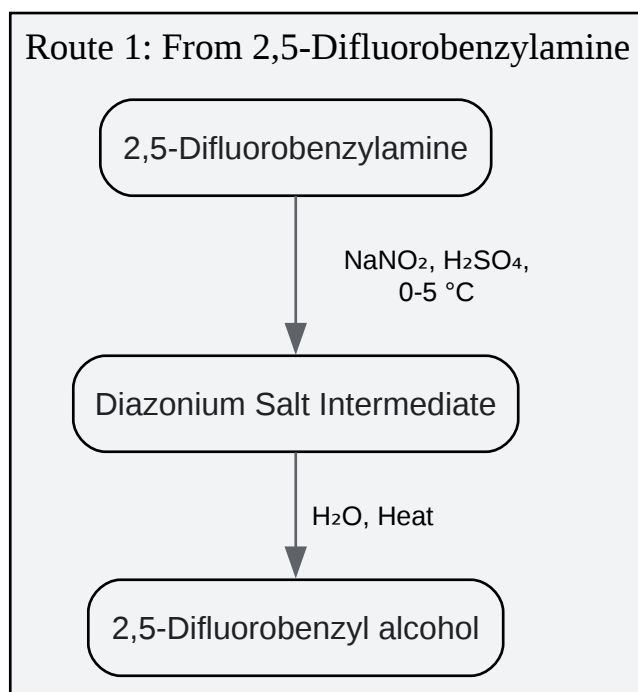 Route 1: From 2,5-Difluorobenzylamine
2,5-Difluorobenzylamine
NaNO₂, H₂SO₄,
0-5 °C
Diazonium Salt Intermediate
H₂O, Heat
2,5-Difluorobenzyl alcohol